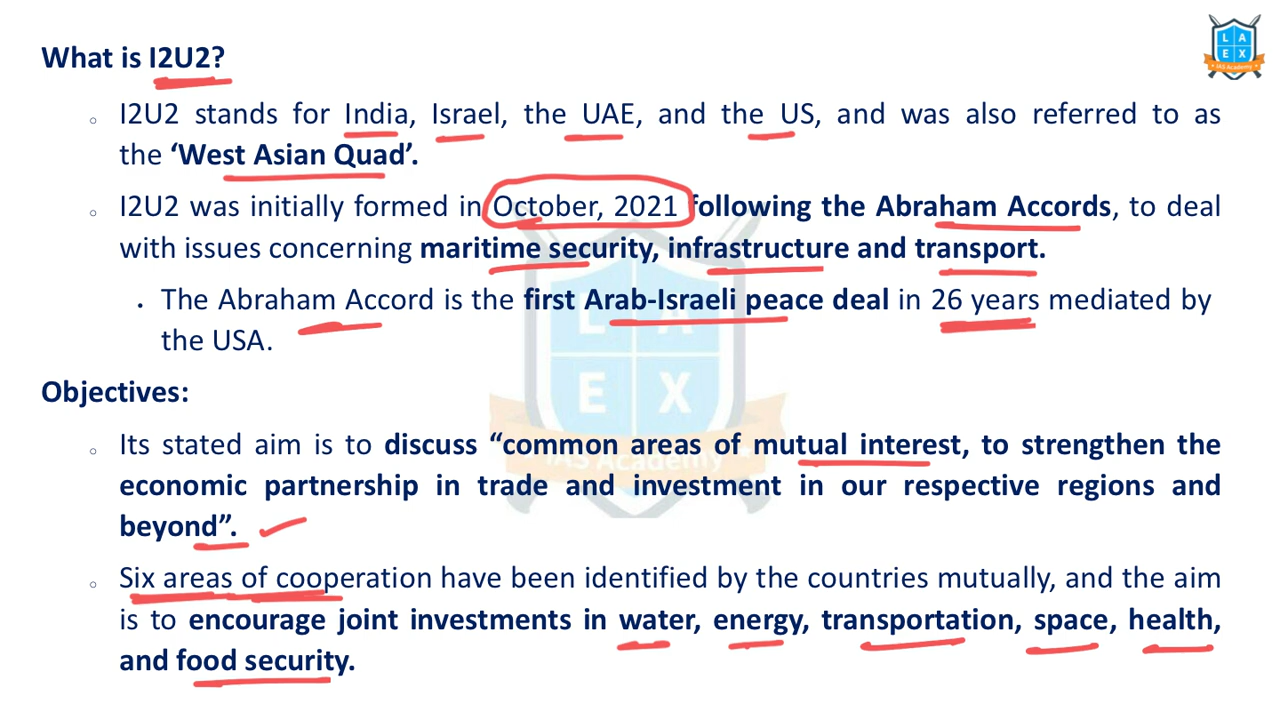 What is I2U2?
L A
E X
IAS Academy
○ I2U2 stands for India, Israel, the UAE, and the US, and was also referred to as
the ‘West Asian Quad’.
○ I2U2 was initially formed in October, 2021 following the Abraham Accords, to deal
with issues concerning maritime security, infrastructure and transport.
▪ The Abraham Accord is the first Arab-Israeli peace deal in 26 years mediated by
the USA.
L A
E X
IAS Academy
Objectives:
○ Its stated aim is to discuss “common areas of mutual interest, to strengthen the
economic partnership in trade and investment in our respective regions and
beyond”.
○ Six areas of cooperation have been identified by the countries mutually, and the aim
is to encourage joint investments in water, energy, transportation, space, health,
and food security.